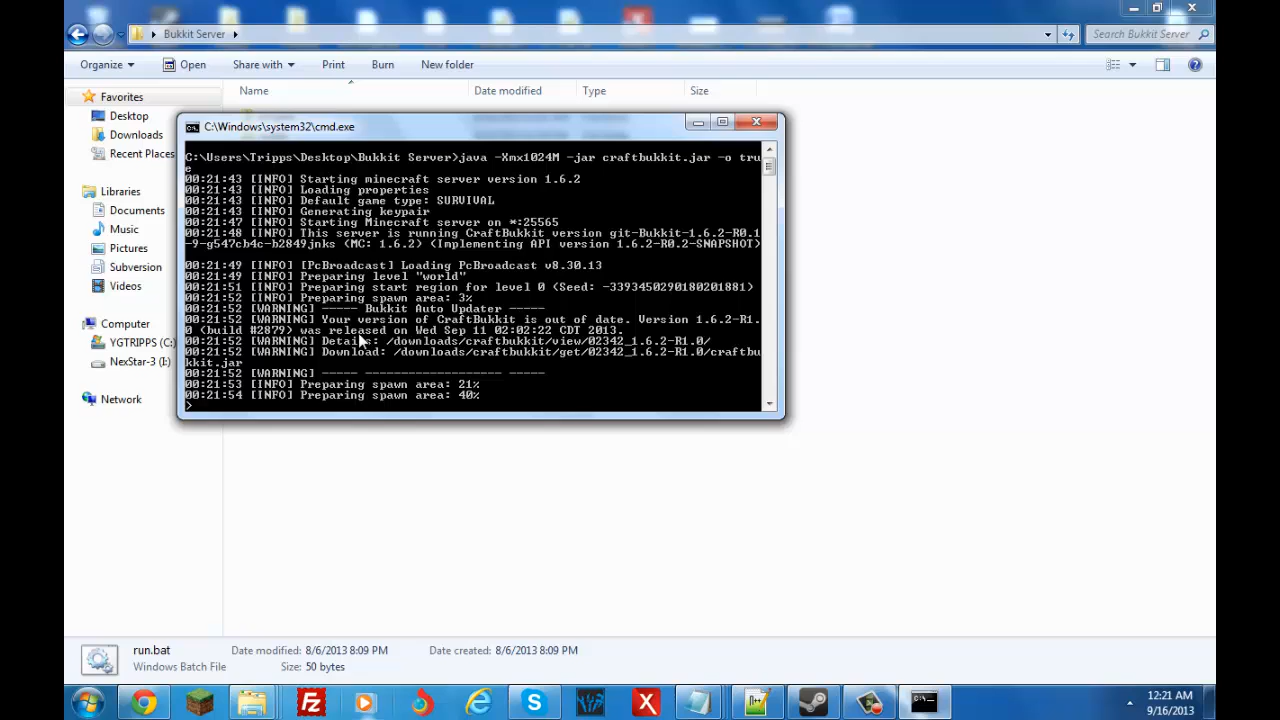 Bukkit Server
Search Bukkit Server
Organize
Open
Share with
Print
Burn
New folder
Name
Date modified
Type
Size
Favorites
Desktop
Downloads
Recent Places
Libraries
Documents
Music
Pictures
Subversion
Videos
Computer
YGTRIPPS (C:)
NexStar-3 (I:)
Network
C:\Windows\system32\cmd.exe
C:\Users\Tripps\Desktop\Bukkit Server>java -Xmx1024M -jar craftbukkit.jar -o tru
e
00:21:43 [INFO] Starting minecraft server version 1.6.2
00:21:43 [INFO] Loading properties
00:21:43 [INFO] Default game type: SURVIVAL
00:21:43 [INFO] Generating keypair
00:21:47 [INFO] Starting Minecraft server on *:25565
00:21:48 [INFO] This server is running CraftBukkit version git-Bukkit-1.6.2-R0.1
-9-g547cb4c-b2849jnks (MC: 1.6.2) (Implementing API version 1.6.2-R0.2-SNAPSHOT)
00:21:49 [INFO] [PcBroadcast] Loading PcBroadcast v8.30.13
00:21:49 [INFO] Preparing level "world"
00:21:51 [INFO] Preparing start region for level 0 (Seed: -3393450290180201881)
00:21:52 [INFO] Preparing spawn area: 3%
00:21:52 [WARNING] ----- Bukkit Auto Updater -----
00:21:52 [WARNING] Your version of CraftBukkit is out of date. Version 1.6.2-R1.
0 (build #2879) was released on Wed Sep 11 02:02:22 CDT 2013.
00:21:52 [WARNING] Details: /downloads/craftbukkit/view/02342_1.6.2-R1.0/
00:21:52 [WARNING] Download: /downloads/craftbukkit/get/02342_1.6.2-R1.0/craftbu
kkit.jar
00:21:52 [WARNING] ----- ------------------- -----
00:21:53 [INFO] Preparing spawn area: 21%
00:21:54 [INFO] Preparing spawn area: 40%
>
run.bat
Date modified: 8/6/2013 8:09 PM
Date created: 8/6/2013 8:09 PM
Windows Batch File
Size: 50 bytes
12:21 AM
9/16/2013